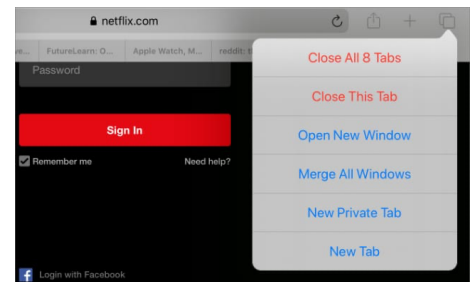 netflix.com
ve...
FutureLearn: O...
Apple Watch, M...
reddit: t
Password
Sign In
Remember me
Need help?
Login with Facebook
Close All 8 Tabs
Close This Tab
Open New Window
Merge All Windows
New Private Tab
New Tab